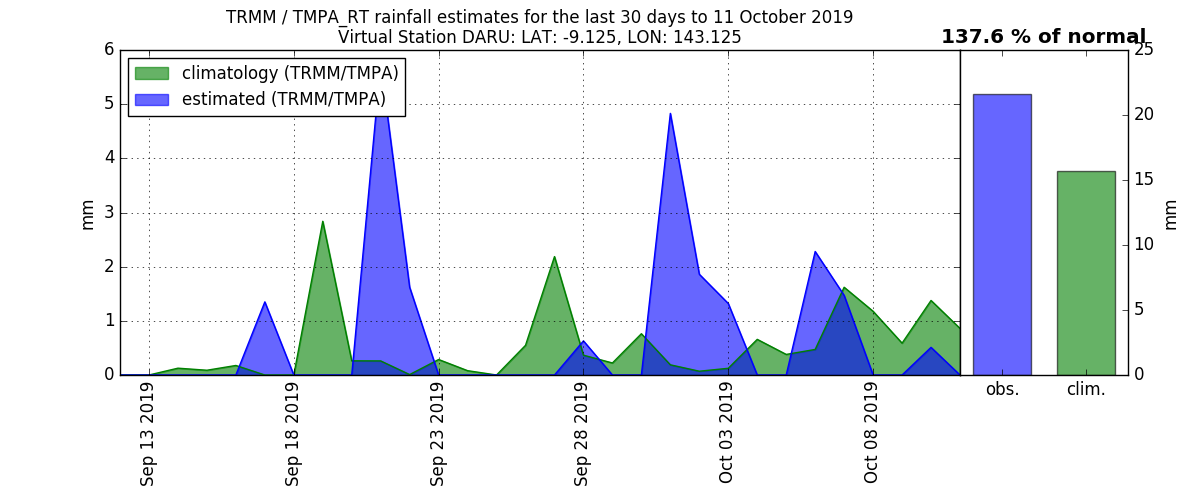 TRMM / TMPA_RT rainfall estimates for the last 30 days to 11 October 2019
Virtual Station DARU: LAT: -9.125, LON: 143.125
137.6 % of normal
climatology (TRMM/TMPA)
estimated (TRMM/TMPA)
6
5
4
3
2
1
0
mm
25
20
15
10
5
0
mm
obs.
clim.
Sep 13 2019
Sep 18 2019
Sep 23 2019
Sep 28 2019
Oct 03 2019
Oct 08 2019